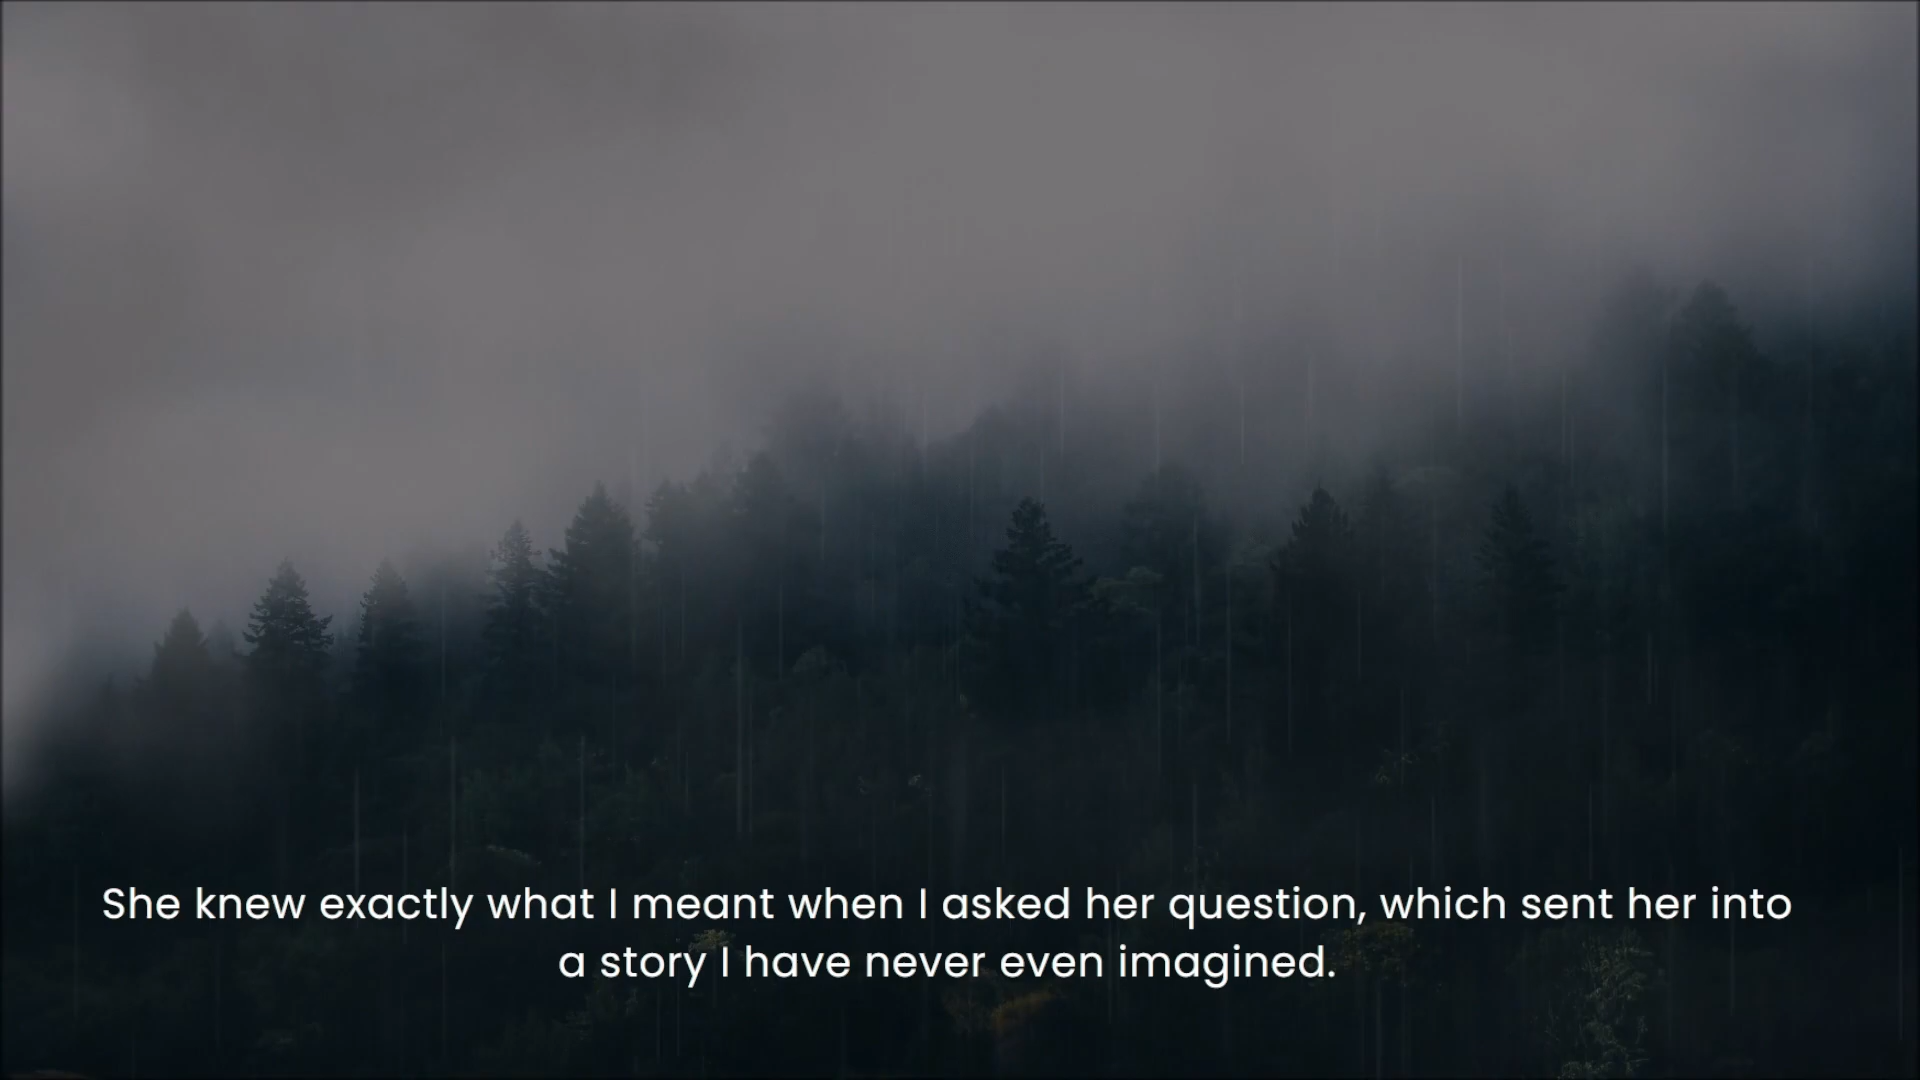 She knew exactly what I meant when I asked her question, which sent her into
a story I have never even imagined.